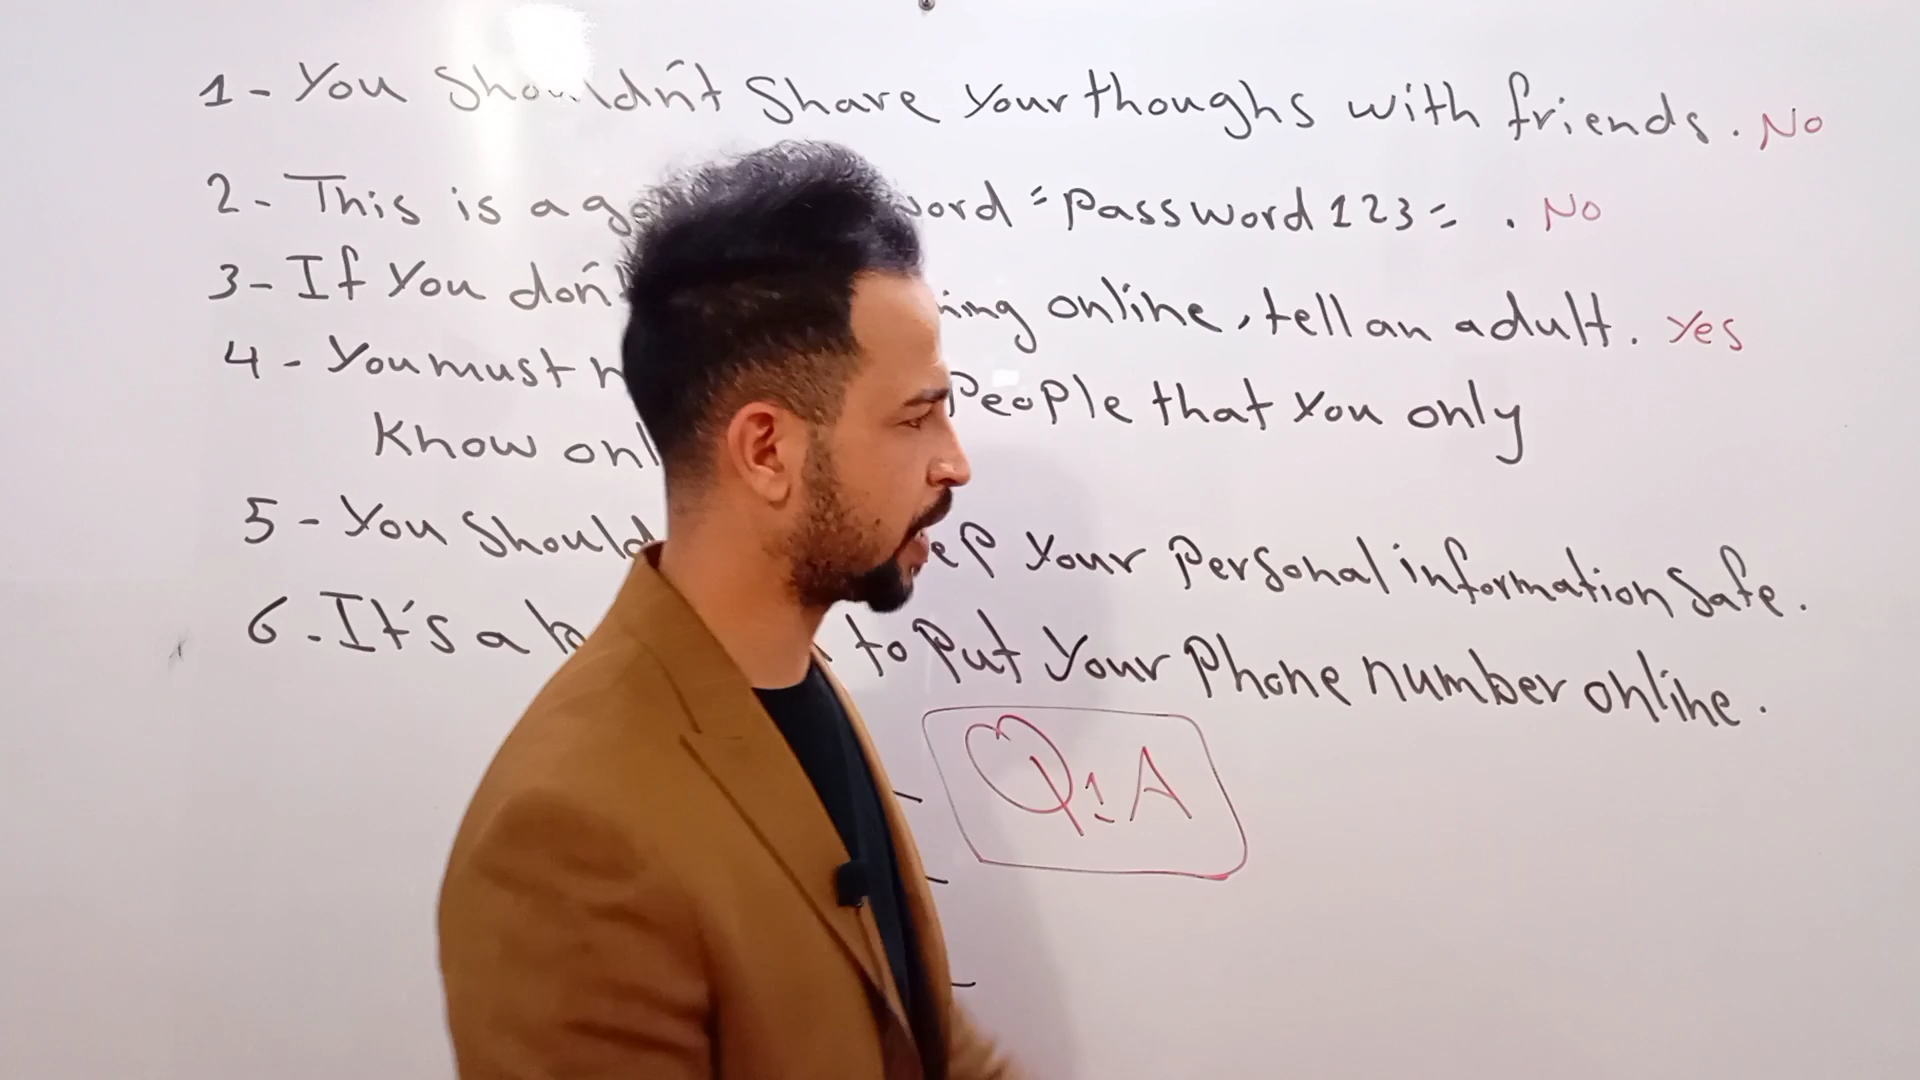 1- You Shouldn't Share your thoughs with friends. No
2- This is a word "Password 123" . No
3- If You don't online, tell an adult. Yes
4- You must People that you only
Know
5- You Should your Personal information Safe.
6- It's a to Put your Phone number online.
Q&A